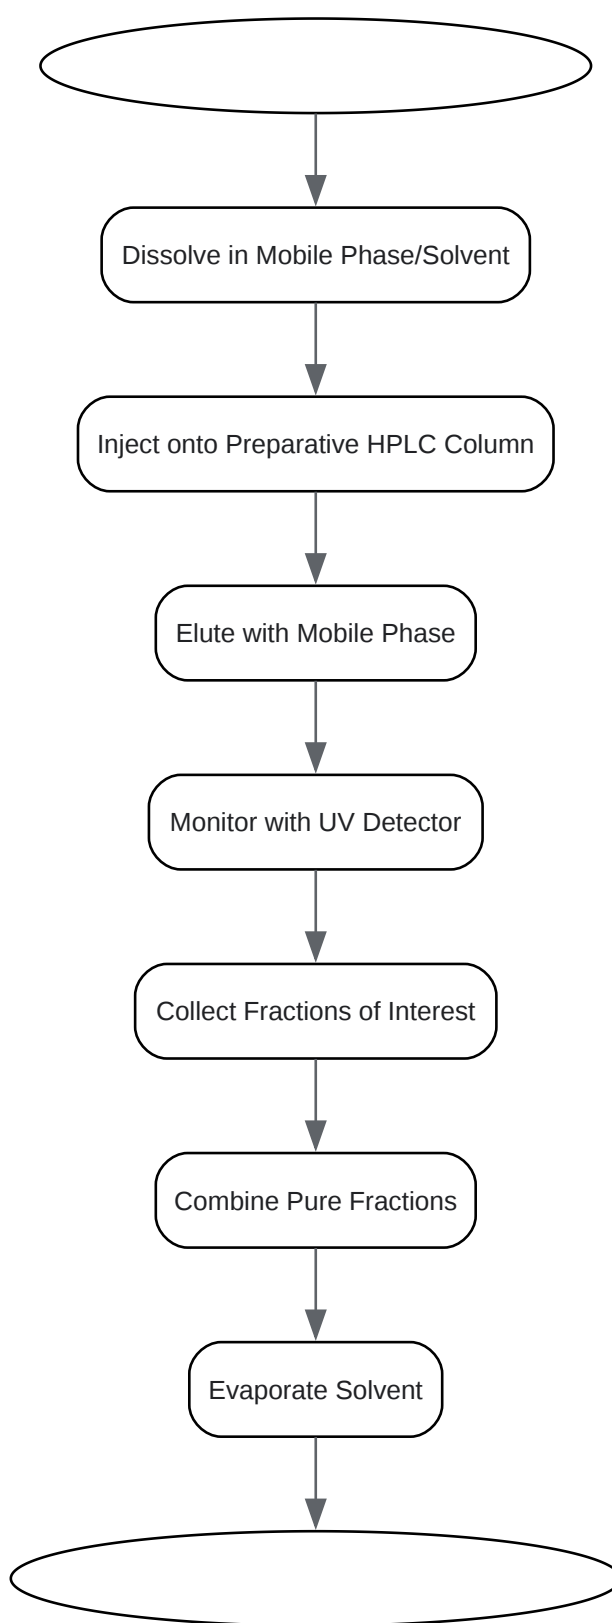 Dissolve in Mobile Phase/Solvent
Inject onto Preparative HPLC Column
Elute with Mobile Phase
Monitor with UV Detector
Collect Fractions of Interest
Combine Pure Fractions
Evaporate Solvent